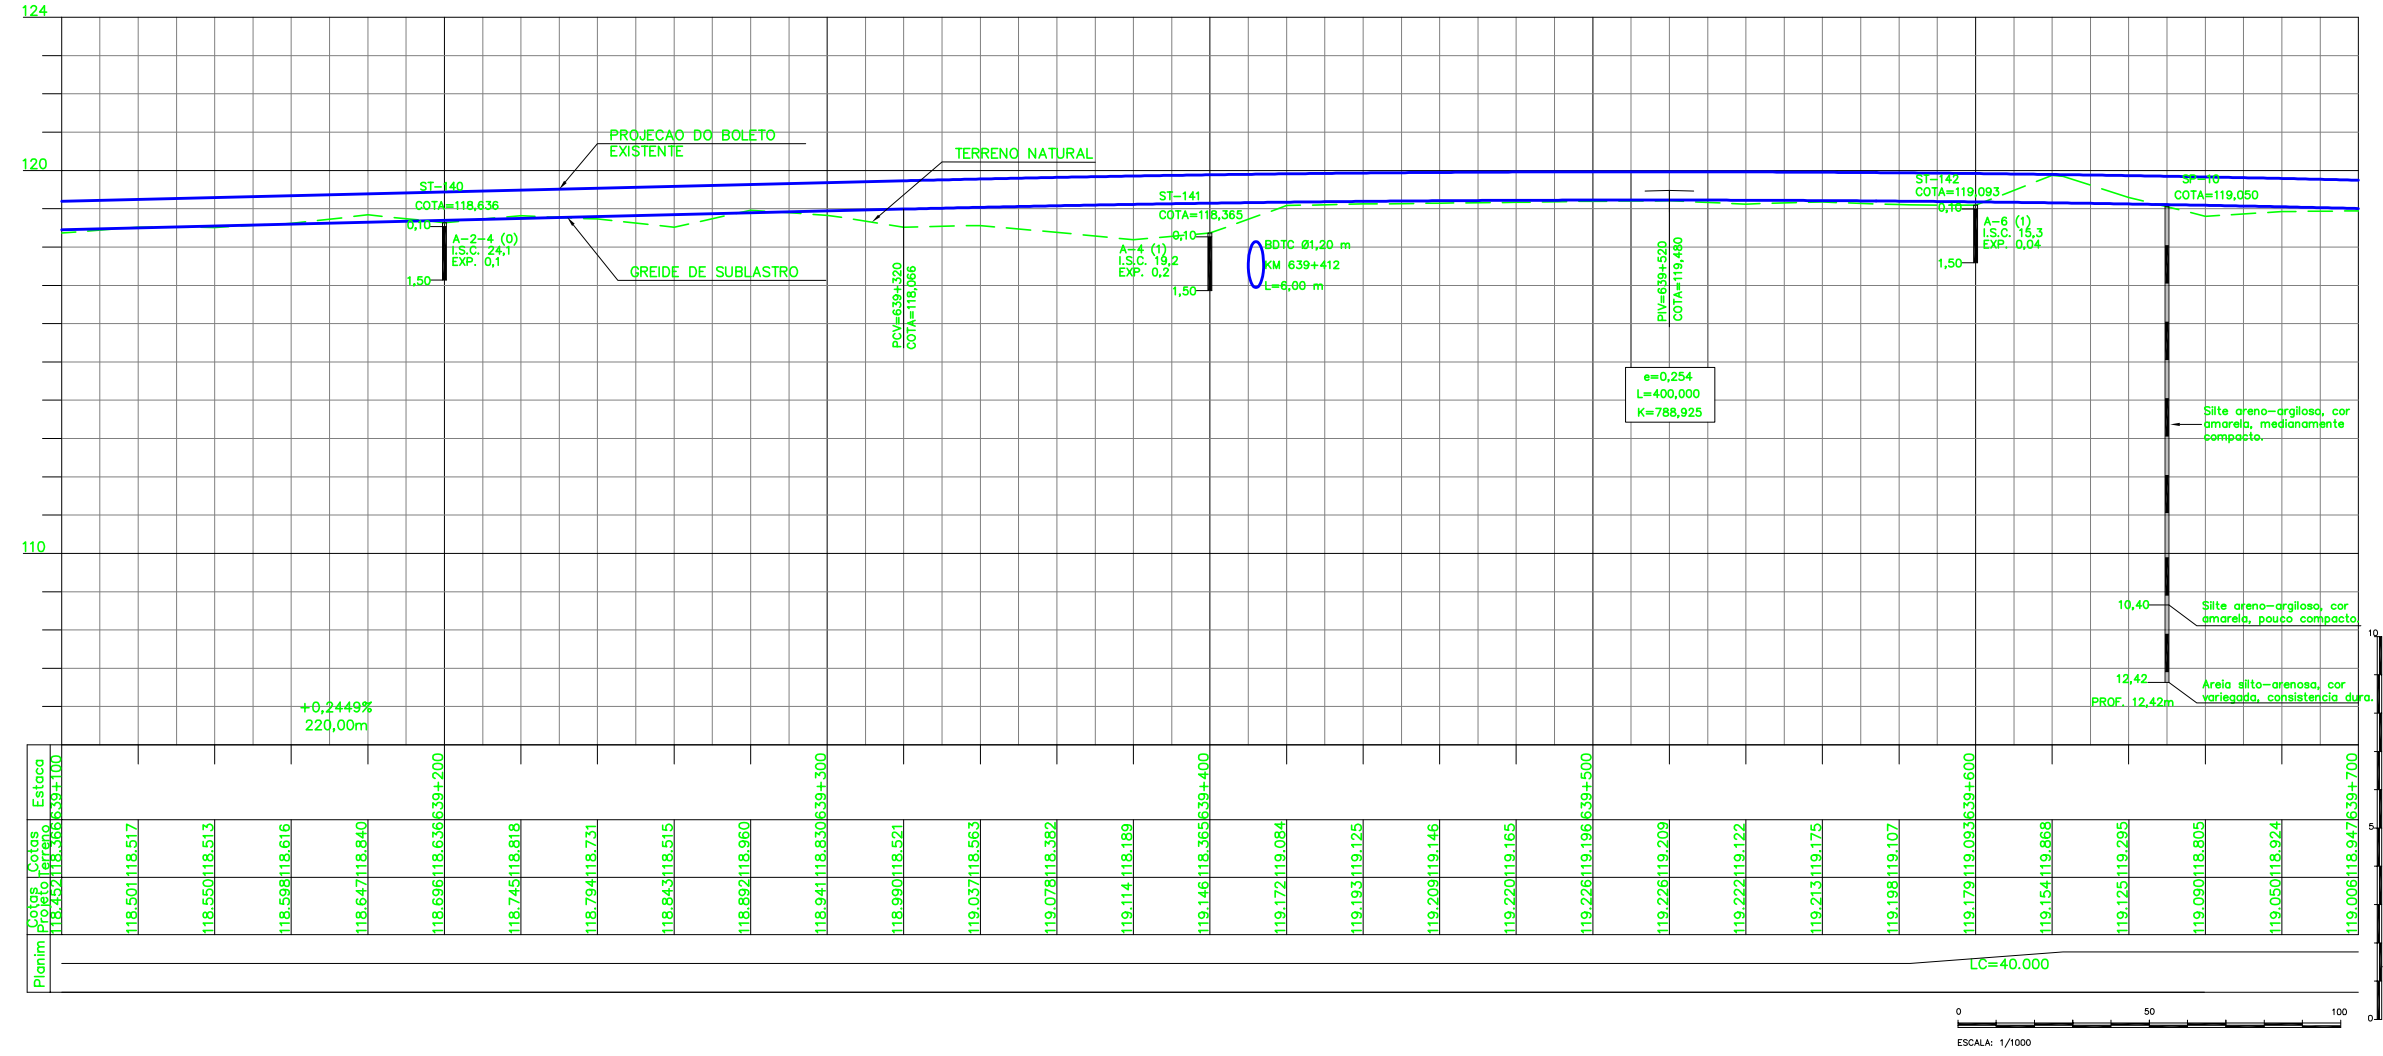 124
120
110
PROJECAO DO BOLETO
EXISTENTE
TERRENO NATURAL
GREIDE DE SUBLASTRO
ST-140
COTA=118,636
0,10
A-2-4 (0)
I.S.C. 24,1
EXP. 0,1
1,50
PCV=639+320
COTA=118,066
ST-141
COTA=118,365
0,10
A-4 (1)
I.S.C. 19,2
EXP. 0,2
1,50
BDTC Ø1,20 m
KM 639+412
L=6,00 m
PIV=639+520
COTA=119,480
e=0,254
L=400,000
K=788,925
ST-142
COTA=119,093
0,10
A-6 (1)
I.S.C. 15,3
EXP. 0,04
1,50
SP-10
COTA=119,050
Silte areno-argilosa, cor
amarela, medianamente
compacto.
10,40
Silte areno-argiloso, cor
amarela, pouco compacto
12,42
Areia silto-arenosa, cor
variegada, consistencia dura.
PROF. 12,42m
+0,2449%
220,00m
Estaca
639+100
639+200
639+300
639+400
639+500
639+600
639+700
Cotas
Terreno
118.366
118.517
118.513
118.616
118.840
118.636
118.818
118.731
118.515
118.960
118.830
118.521
118.563
118.382
118.189
118.365
119.084
119.125
119.146
119.165
119.196
119.209
119.122
119.175
119.107
119.093
119.868
119.295
118.805
118.924
118.947
Cotas
Projeto
118.452
118.501
118.550
118.598
118.647
118.696
118.745
118.794
118.843
118.892
118.941
118.990
119.037
119.078
119.114
119.146
119.172
119.193
119.209
119.220
119.226
119.226
119.222
119.213
119.198
119.179
119.154
119.125
119.090
119.050
119.006
Planim
LC=40.000
10
5
0
0 50 100
ESCALA: 1/1000